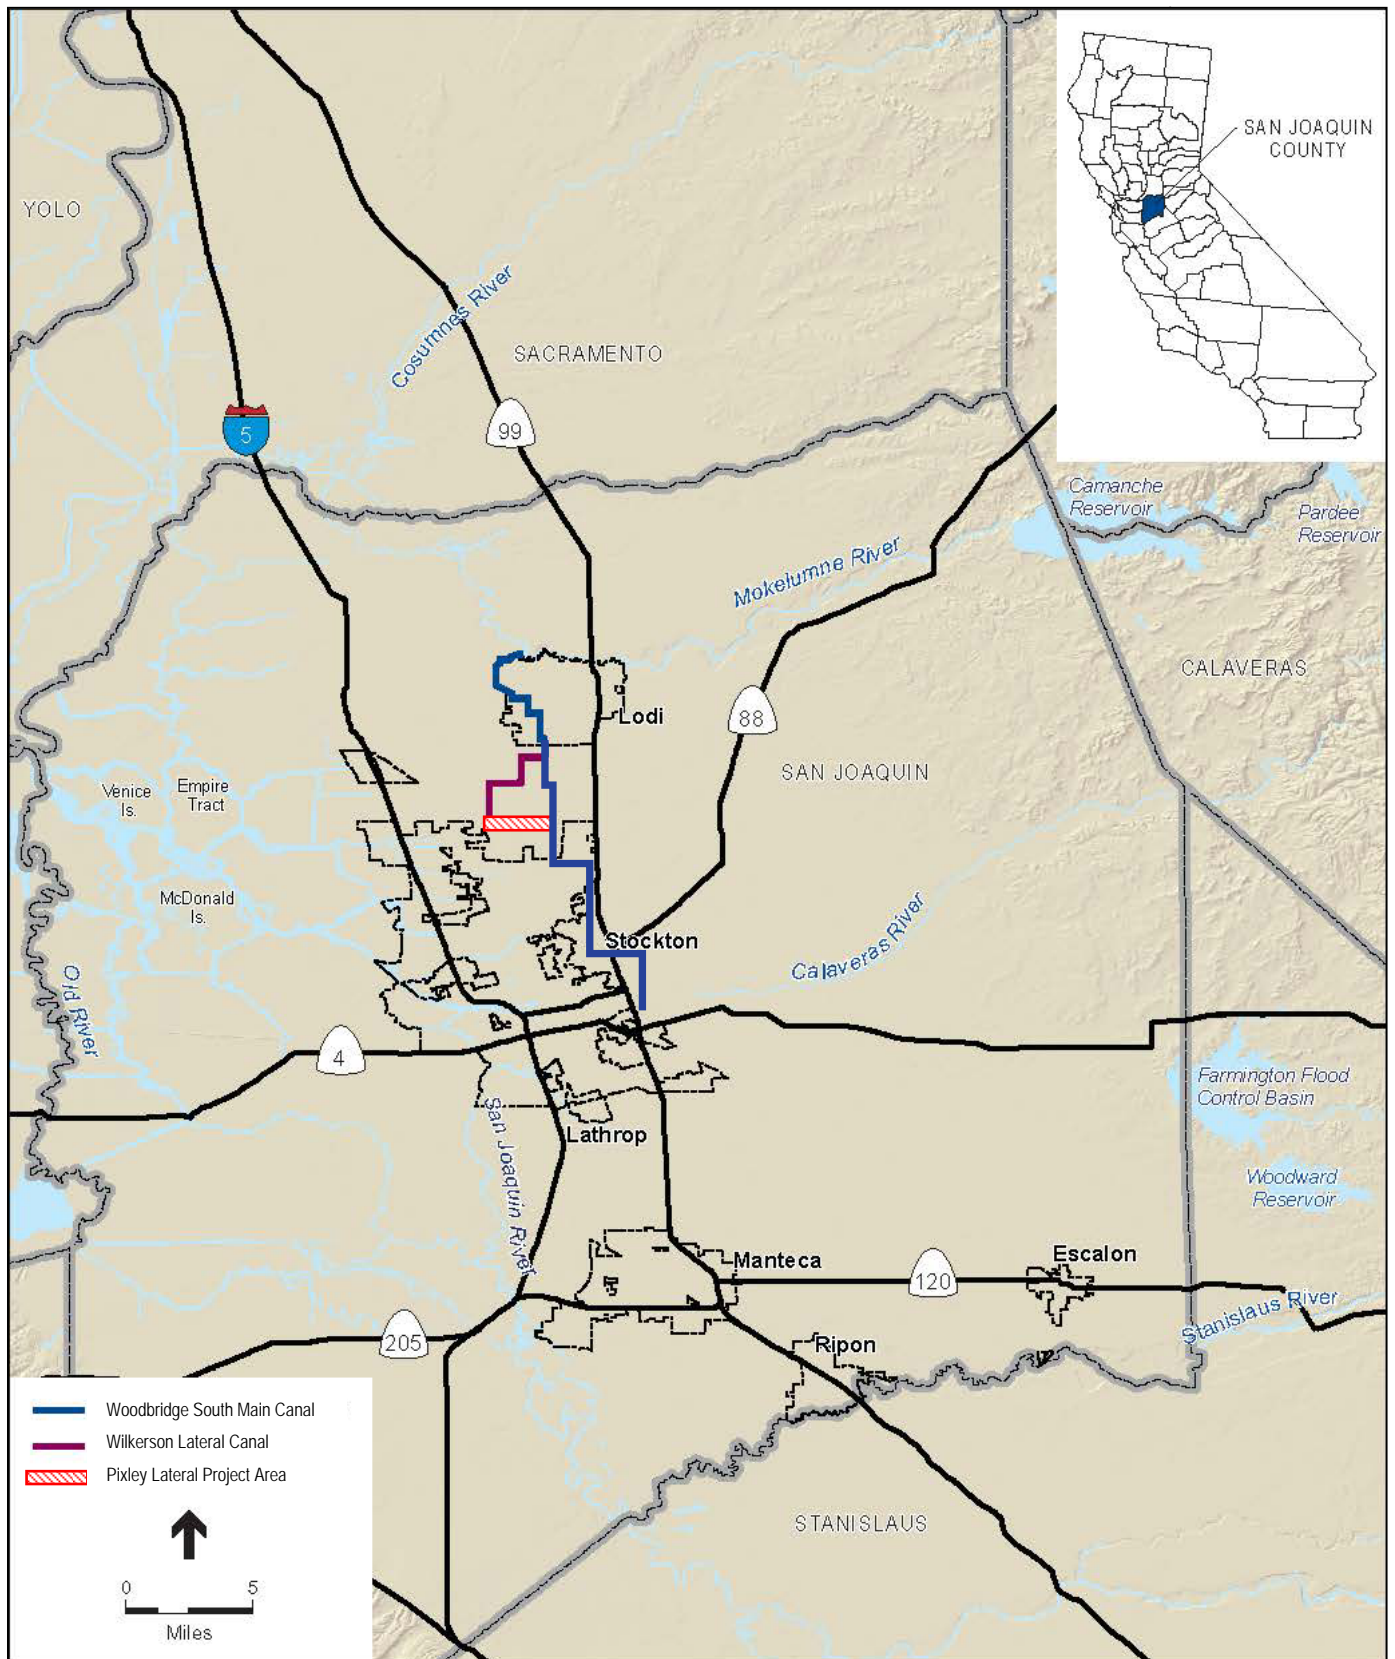 SAN JOAQUIN
COUNTY
YOLO
Cosumnes River
SACRAMENTO
5
99
Camanche
Reservoir
Pardee
Reservoir
Mokelumne River
CALAVERAS
Lodi
88
SAN JOAQUIN
Venice
Is.
Empire
Tract
McDonald
Is.
Stockton
Calaveras River
Old River
4
Farmington Flood
Control Basin
San Joaquin River
Lathrop
Woodward
Reservoir
Manteca
Escalon
120
Stanislaus River
205
Ripon
Woodbridge South Main Canal
Wilkerson Lateral Canal
Pixley Lateral Project Area
STANISLAUS
0 5
Miles